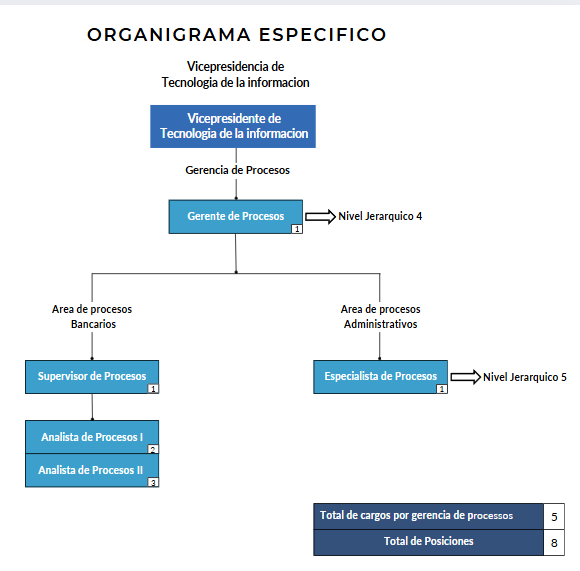 ORGANIGRAMA ESPECIFICO
Vicepresidencia de
Tecnologia de la informacion
Vicepresidente de
Tecnologia de la informacion
Gerencia de Procesos
Gerente de Procesos
1
Nivel Jerarquico 4
Area de procesos
Bancarios
Area de procesos
Administrativos
Supervisor de Procesos
1
Especialista de Procesos
1
Nivel Jerarquico 5
Analista de Procesos I
2
Analista de Procesos II
3
Total de cargos por gerencia de processos
5
Total de Posiciones
8